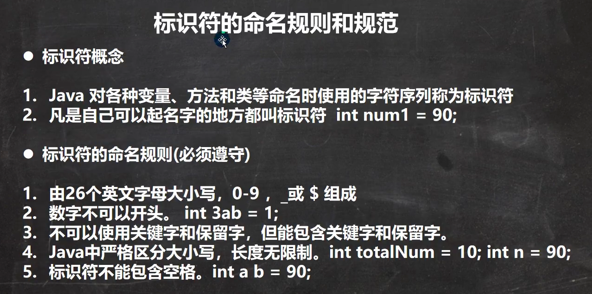 标识符的命名规则和规范
● 标识符概念
1. Java 对各种变量、方法和类等命名时使用的字符序列称为标识符
2. 凡是自己可以起名字的地方都叫标识符 int num1 = 90;
● 标识符的命名规则(必须遵守)
1. 由26个英文字母大小写，0-9 ，_或 $ 组成
2. 数字不可以开头。int 3ab = 1;
3. 不可以使用关键字和保留字，但能包含关键字和保留字。
4. Java中严格区分大小写，长度无限制。int totalNum = 10; int n = 90;
5. 标识符不能包含空格。int a b = 90;